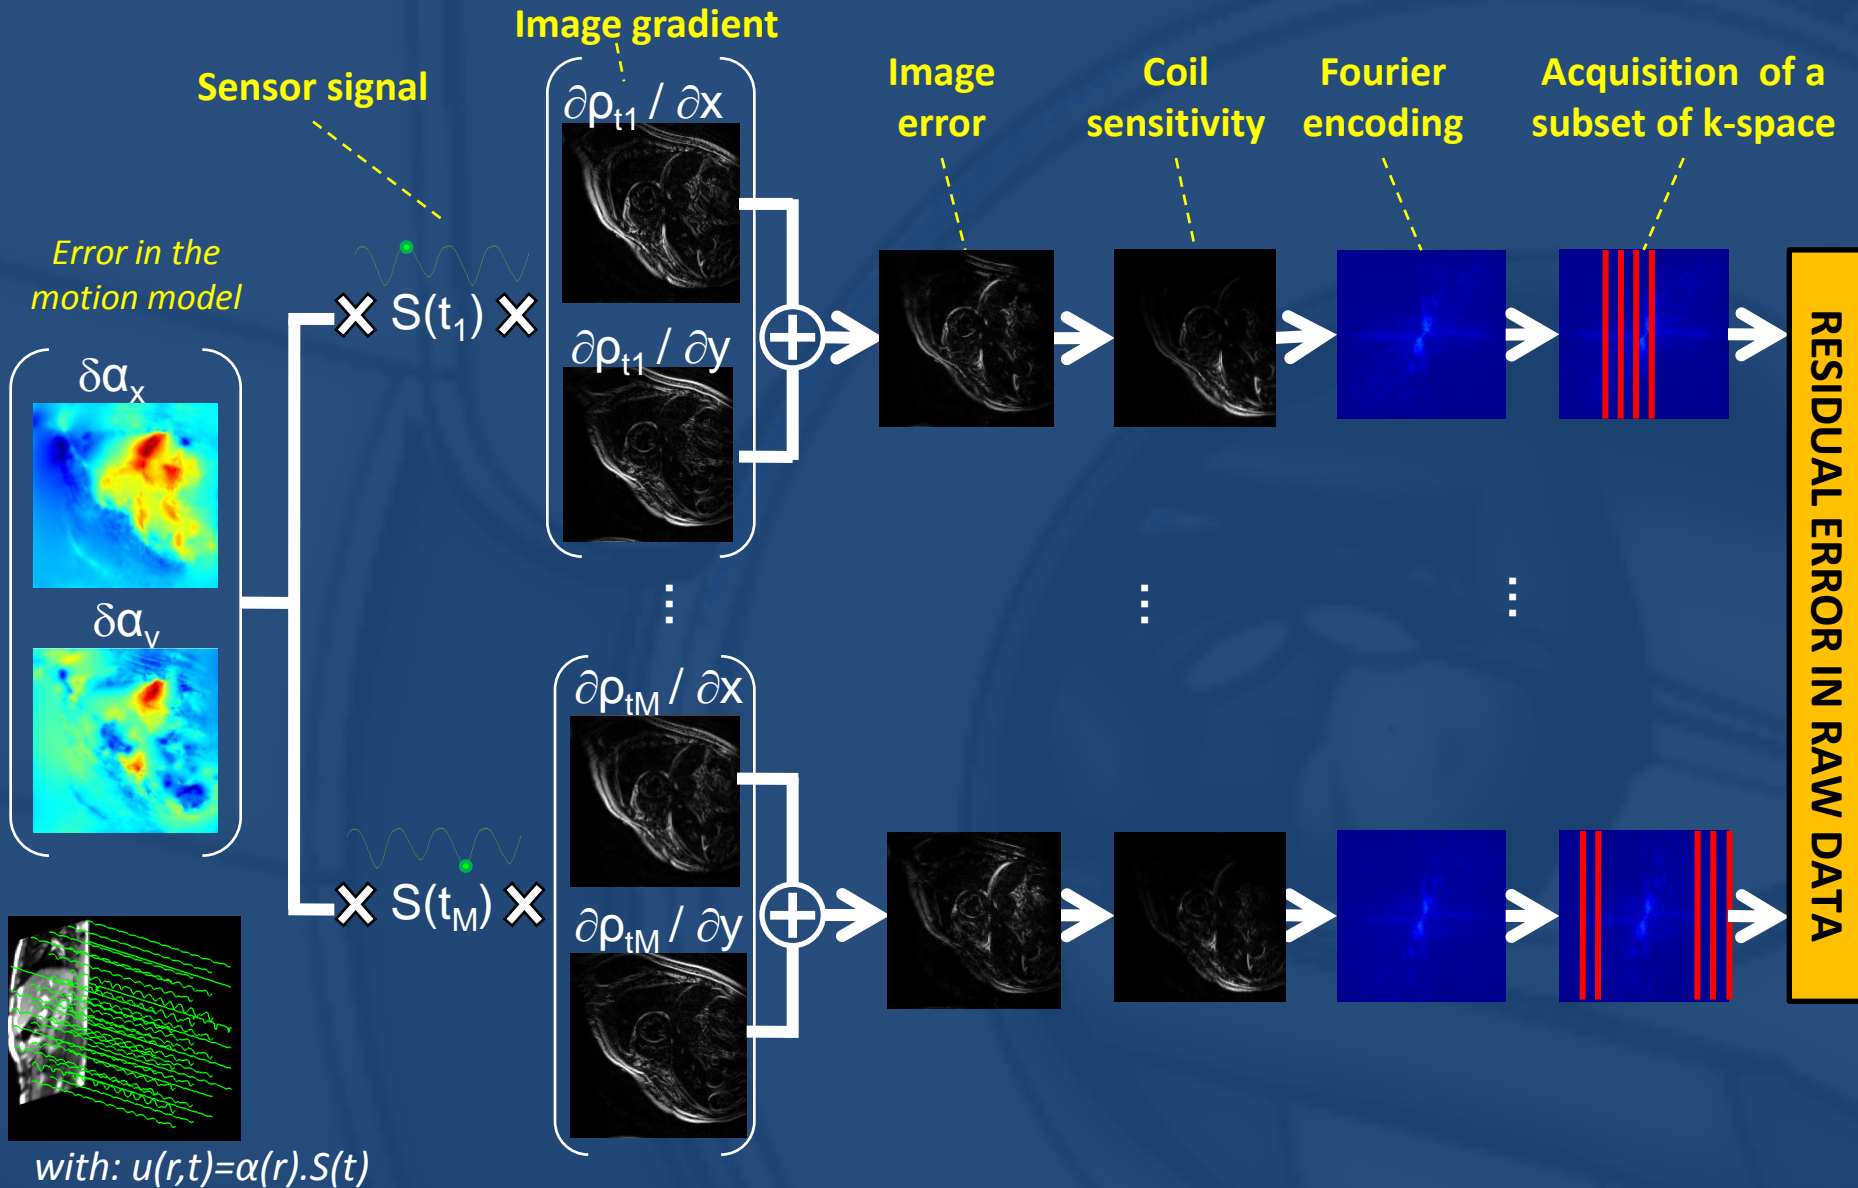 Image gradient
Sensor signal
Image
error
Coil
sensitivity
Fourier
encoding
Acquisition of a
subset of k-space
Error in the
motion model
δαx
δαy
S(t1)
∂ρt1 / ∂x
∂ρt1 / ∂y
...
...
...
S(tM)
∂ρtM / ∂x
∂ρtM / ∂y
RESIDUAL ERROR IN RAW DATA
with: u(r,t)=α(r).S(t)